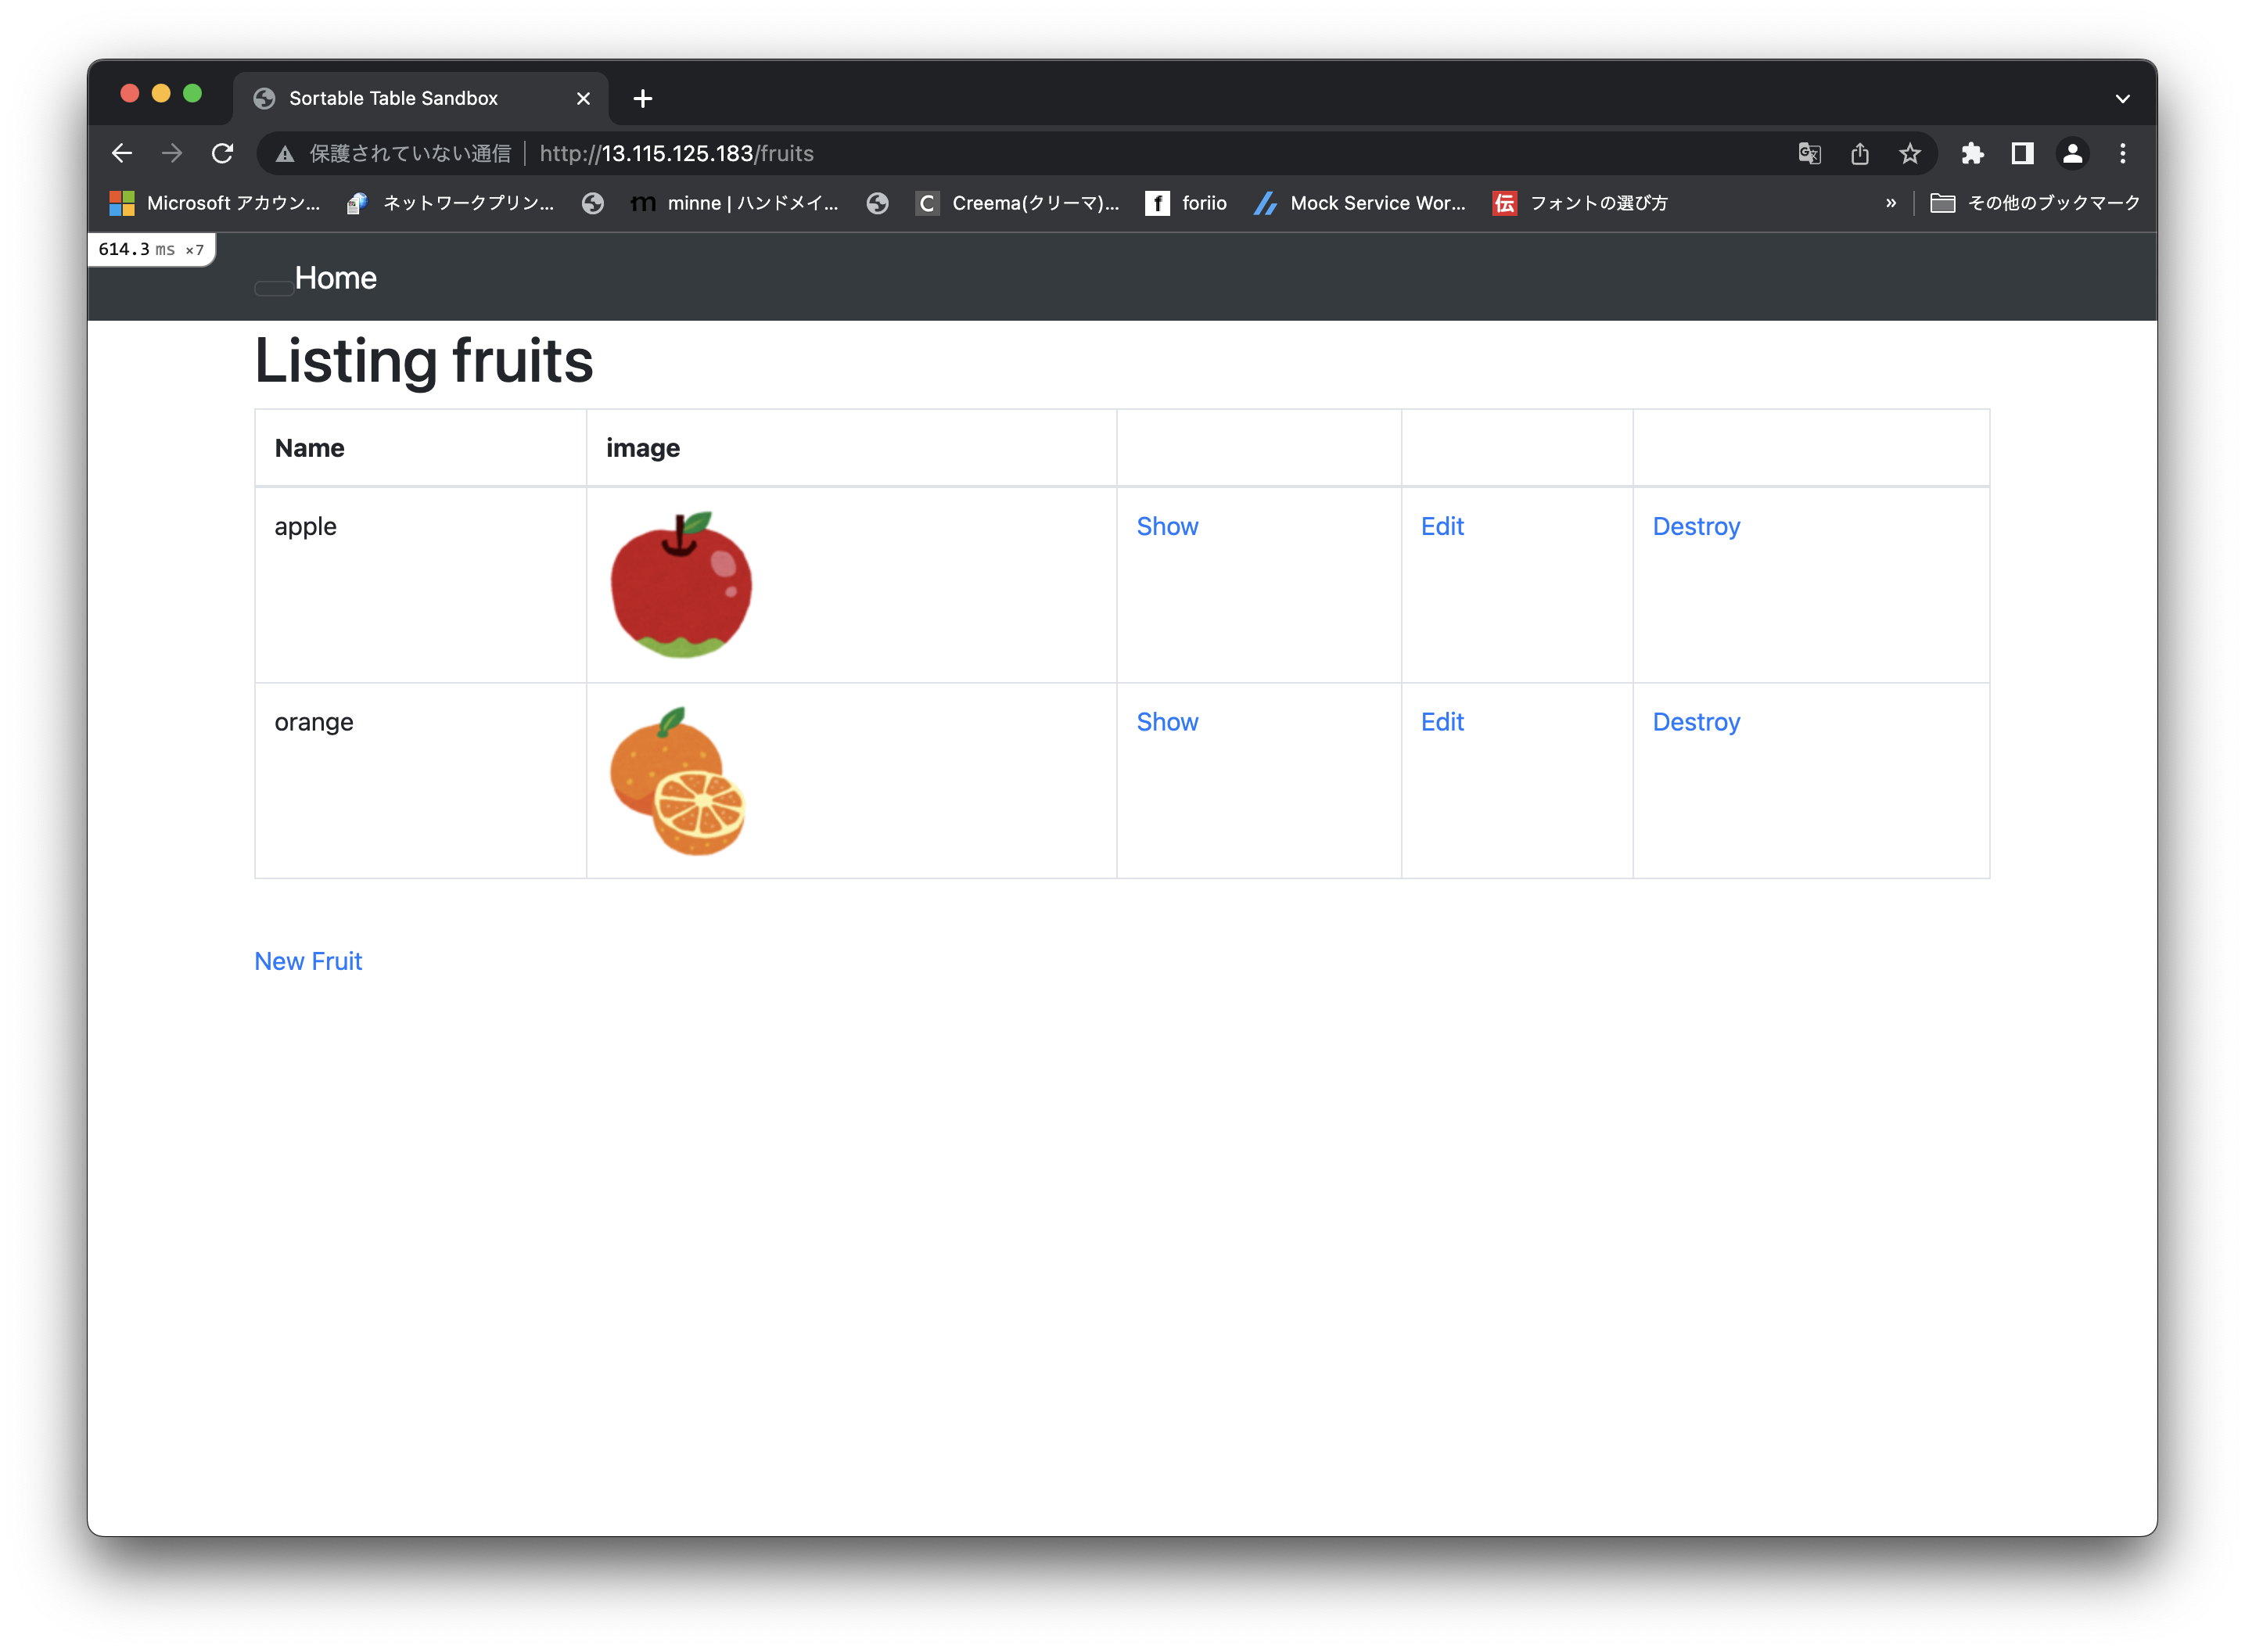 Sortable Table Sandbox
保護されていない通信 http://13.115.125.183/fruits
Microsoft アカウン... ネットワークプリン... minne | ハンドメイ... C Creema(クリーマ)... f foriio Mock Service Wor... 伝 フォントの選び方 » その他のブックマーク
614.3 ms ×7
Home
Listing fruits
Name image
apple Show Edit Destroy
orange Show Edit Destroy
New Fruit